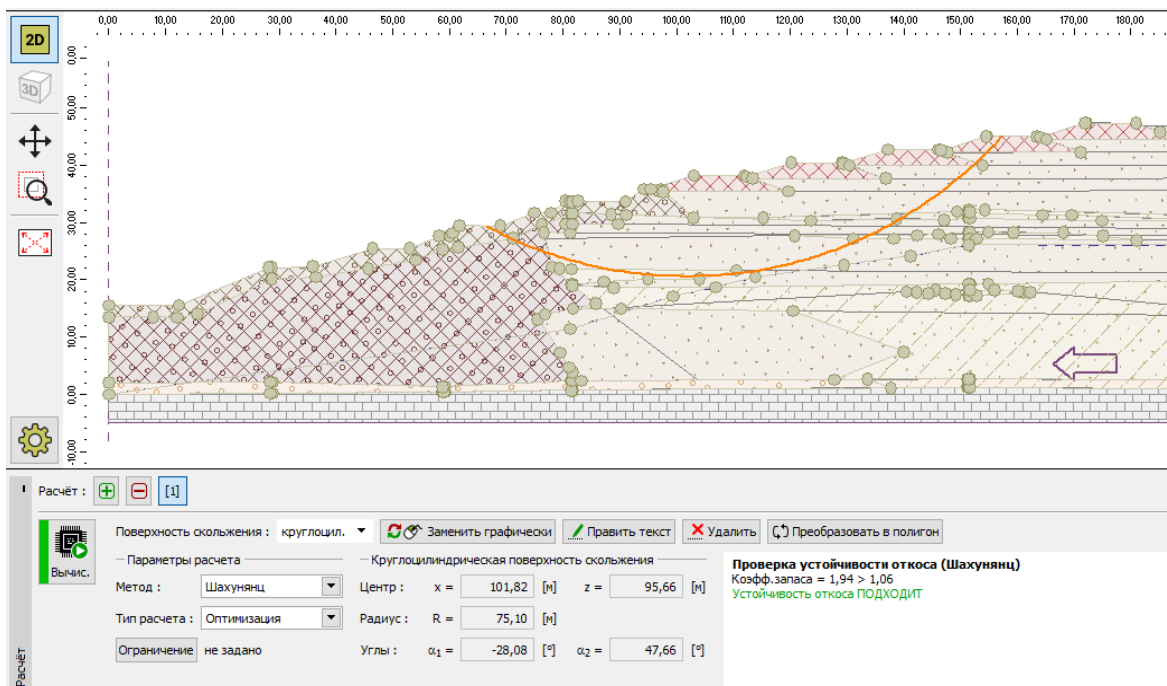 0,00 10,00 20,00 30,00 40,00 50,00 60,00 70,00 80,00 90,00 100,00 110,00 120,00 130,00 140,00 150,00 160,00 170,00 180,00
2D
3D
0,00
50,00
40,00
30,00
20,00
10,00
0,00
-10,00
Расчёт : [1]
Расчёт
Вычис.
Поверхность скольжения : круглоцил. Заменить графически Править текст Удалить Преобразовать в полигон
Параметры расчета
Метод : Шахунянц
Тип расчета : Оптимизация
Ограничение не задано
Круглоцилиндрическая поверхность скольжения
Центр : x = 101,82 [м] z = 95,66 [м]
Радиус : R = 75,10 [м]
Углы : α1 = -28,08 [°] α2 = 47,66 [°]
Проверка устойчивости откоса (Шахунянц)
Коэфф.запаса = 1,94 > 1,06
Устойчивость откоса ПОДХОДИТ